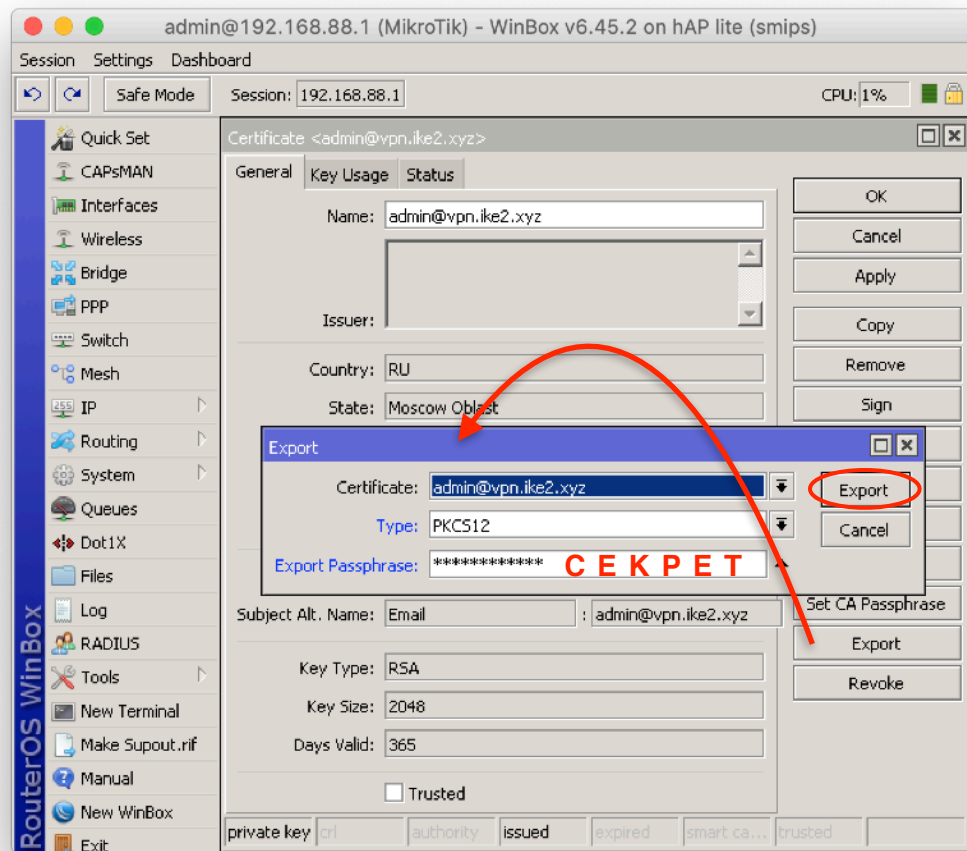 admin@192.168.88.1 (MikroTik) - WinBox v6.45.2 on hAP lite (smips)
Session Settings Dashboard
Safe Mode Session: 192.168.88.1 CPU: 1%
RouterOS WinBox
Quick Set
CAPsMAN
Interfaces
Wireless
Bridge
PPP
Switch
Mesh
255 IP
Routing
System
Queues
Dot1X
Files
Log
RADIUS
Tools
New Terminal
Make Supout.rif
Manual
New WinBox
Exit
Certificate <admin@vpn.ike2.xyz>
General Key Usage Status
Name: admin@vpn.ike2.xyz
Issuer:
Country: RU
State: Moscow Oblast
Export
Certificate: admin@vpn.ike2.xyz
Type: PKCS12
Export Passphrase: ************* СЕКРЕТ
Export
Cancel
Subject Alt. Name: Email : admin@vpn.ike2.xyz
Key Type: RSA
Key Size: 2048
Days Valid: 365
Trusted
OK
Cancel
Apply
Copy
Remove
Sign
Set CA Passphrase
Export
Revoke
private key crl authority issued expired smart ca... trusted